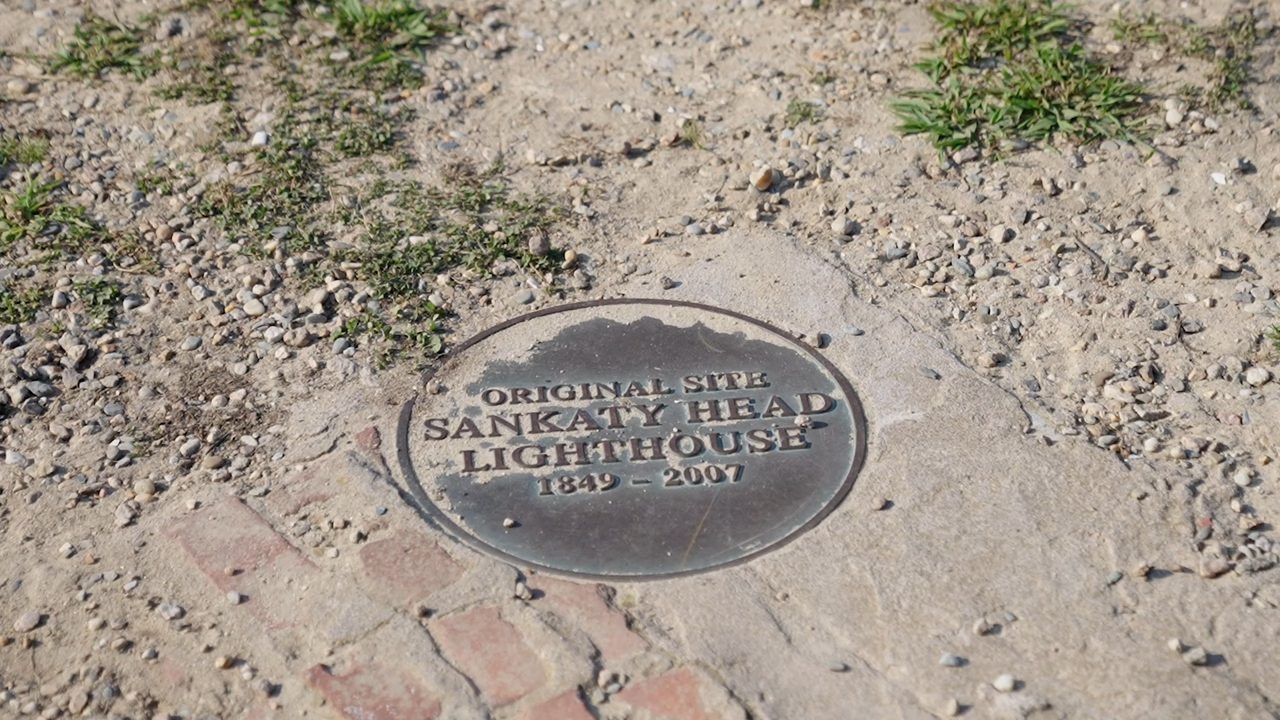 ORIGINAL SITE
SANKATY HEAD
LIGHTHOUSE
1849 – 2007